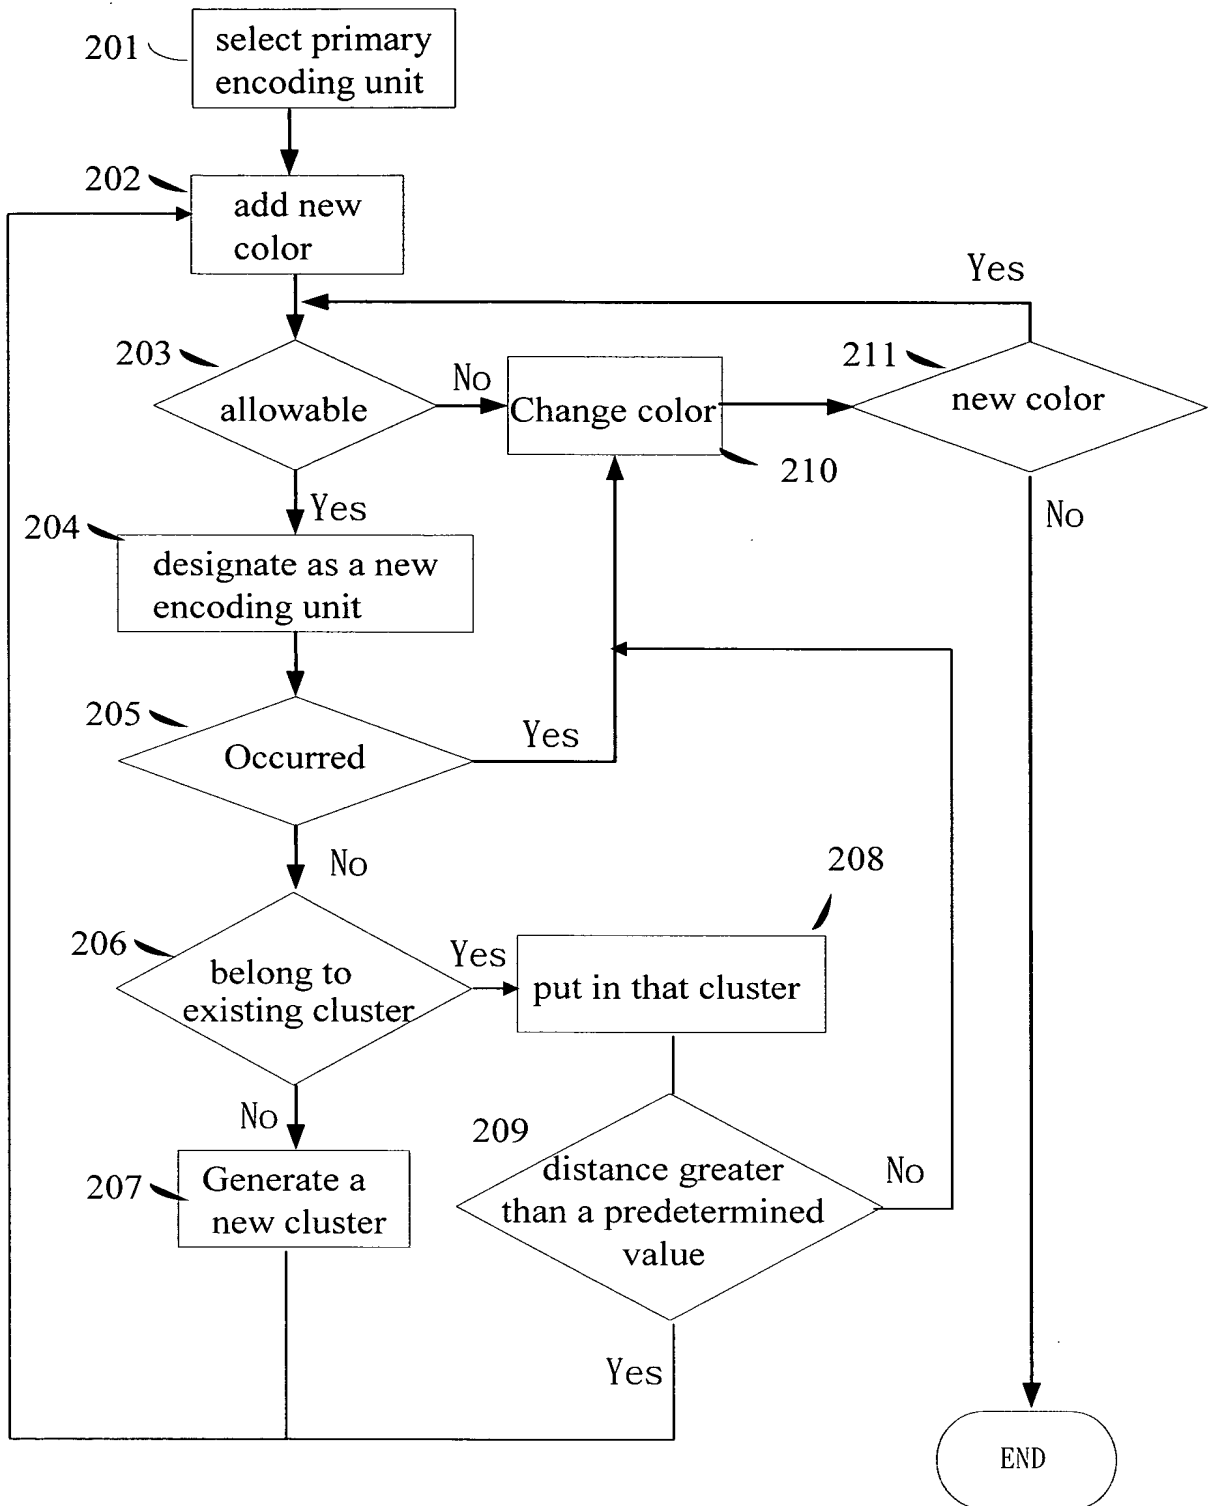 201
select primary
encoding unit
202
add new
color
Yes
203
allowable
No
Change color
210
211
new color
No
Yes
204
designate as a new
encoding unit
205
Occurred
Yes
No
206
belong to
existing cluster
Yes
208
put in that cluster
No
207
Generate a
new cluster
209
distance greater
than a predetermined
value
No
Yes
END